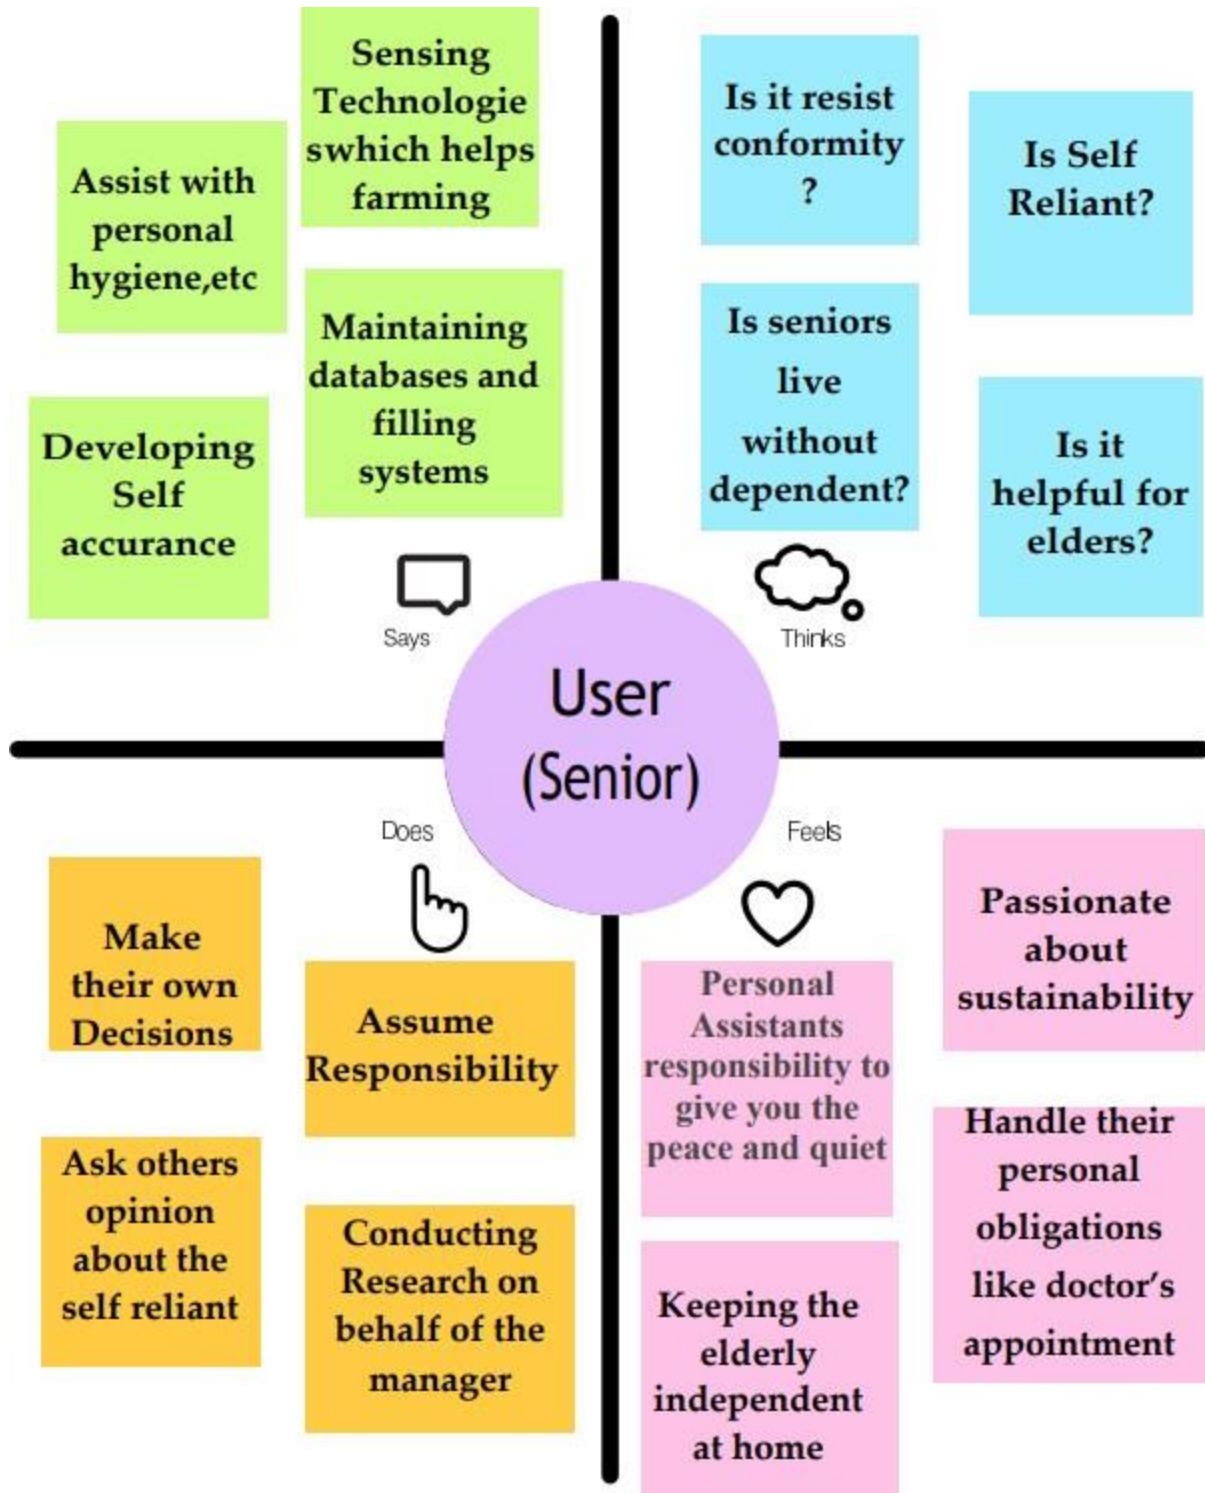 Sensing
Technologie
swhich helps
farming
Assist with
personal
hygiene,etc
Maintaining
databases and
filling
systems
Developing
Self
accurance
Says
Is it resist
conformity
?
Is Self
Reliant?
Is seniors
live
without
dependent?
Is it
helpful for
elders?
Thinks
User
(Senior)
Does
Make
their own
Decisions
Assume
Responsibility
Ask others
opinion
about the
self reliant
Conducting
Research on
behalf of the
manager
Feels
Passionate
about
sustainability
Personal
Assistants
responsibility to
give you the
peace and quiet
Handle their
personal
obligations
like doctor’s
appointment
Keeping the
elderly
independent
at home